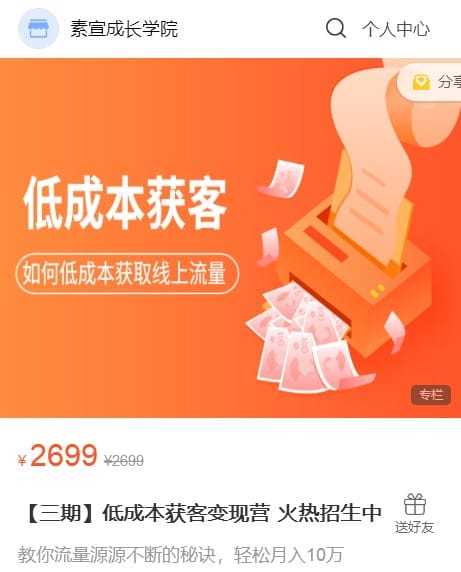 素宣成长学院
个人中心
分享
低成本获客
如何低成本获取线上流量
专栏
¥2699 ¥2699
【三期】低成本获客变现营 火热招生中
送好友
教你流量源源不断的秘诀，轻松月入10万